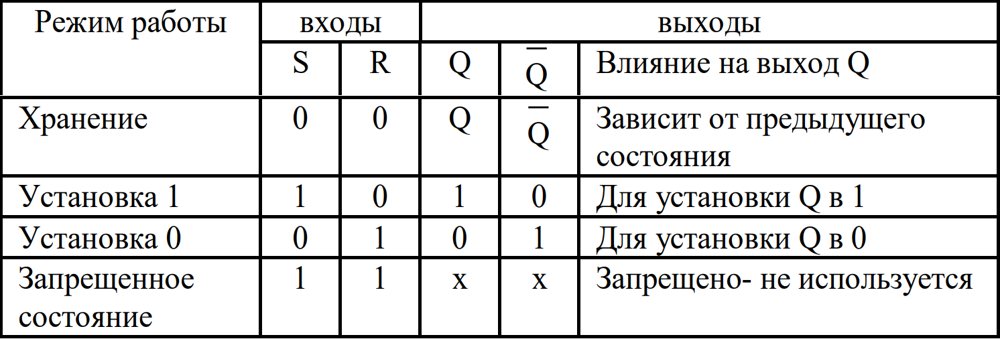 Режим работы входы выходы
S R Q Q̅ Влияние на выход Q
Хранение 0 0 Q Q̅ Зависит от предыдущего
состояния
Установка 1 1 0 1 0 Для установки Q в 1
Установка 0 0 1 0 1 Для установки Q в 0
Запрещенное 1 1 x x Запрещено- не используется
состояние